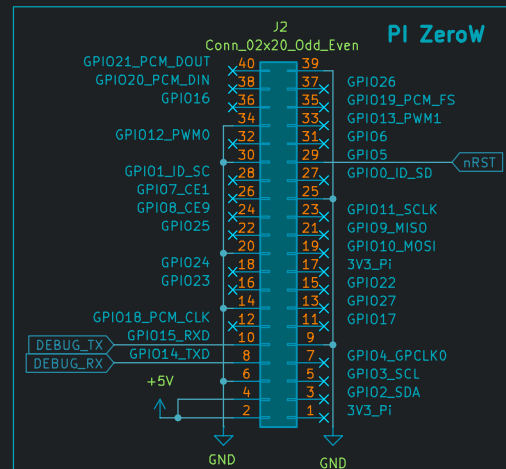 J2
Conn_02x20_Odd_Even
PI ZeroW
GPIO21_PCM_DOUT 40 39
GPIO20_PCM_DIN 38 37 GPIO26
GPIO16 36 35 GPIO19_PCM_FS
34 33 GPIO13_PWM1
GPIO12_PWM0 32 31 GPIO6
30 29 GPIO5 nRST
GPIO1_ID_SC 28 27 GPIO0_ID_SD
GPIO7_CE1 26 25
GPIO8_CE9 24 23 GPIO11_SCLK
GPIO25 22 21 GPIO9_MISO
20 19 GPIO10_MOSI
GPIO24 18 17 3V3_Pi
GPIO23 16 15 GPIO22
14 13 GPIO27
GPIO18_PCM_CLK 12 11 GPIO17
DEBUG_TX GPIO15_RXD 10 9
DEBUG_RX GPIO14_TXD 8 7 GPIO4_GPCLK0
+5V 6 5 GPIO3_SCL
4 3 GPIO2_SDA
2 1 3V3_Pi
GND GND